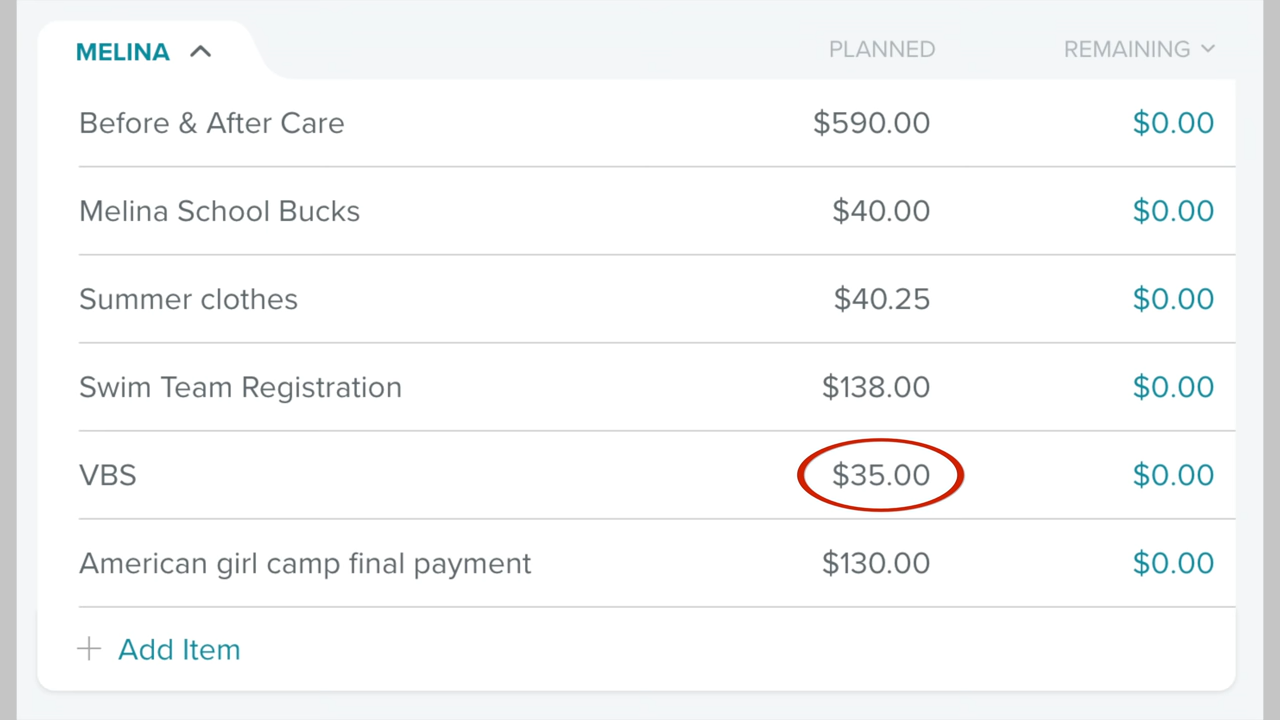 MELINA PLANNED REMAINING
Before & After Care $590.00 $0.00
Melina School Bucks $40.00 $0.00
Summer clothes $40.25 $0.00
Swim Team Registration $138.00 $0.00
VBS $35.00 $0.00
American girl camp final payment $130.00 $0.00
+ Add Item